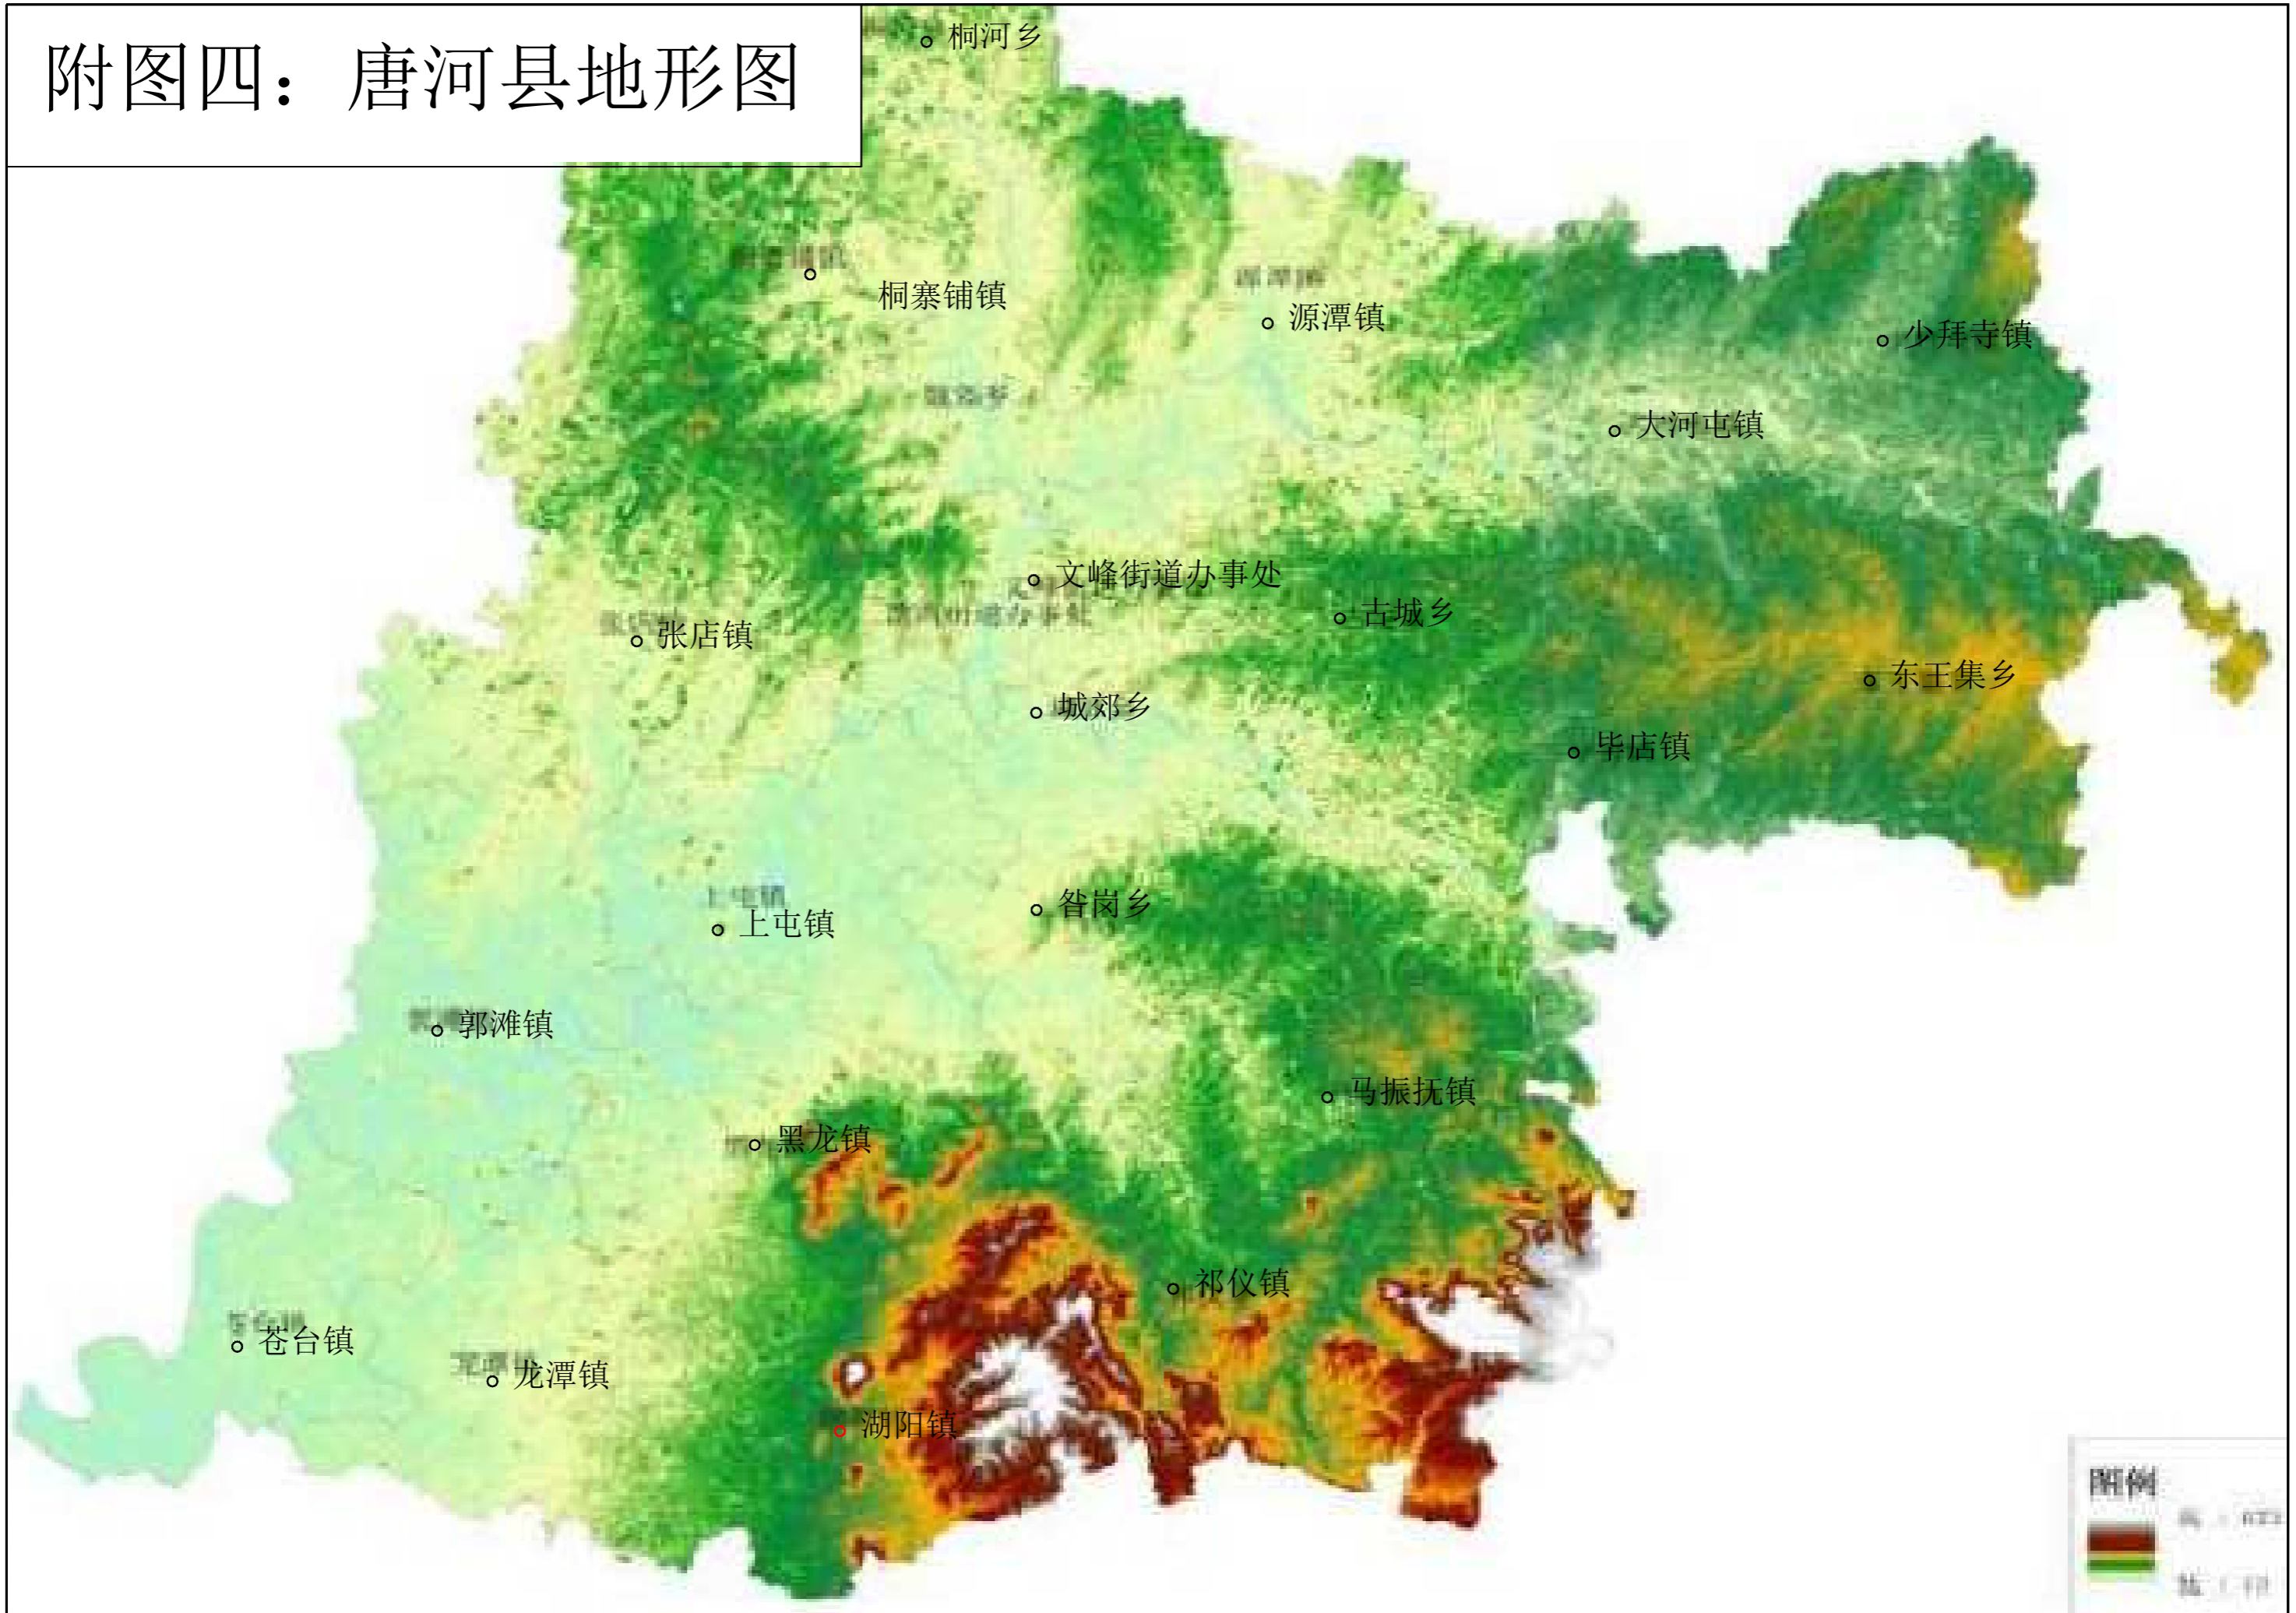 附图四：唐河县地形图
桐河乡
桐寨铺镇
源潭镇
少拜寺镇
大河屯镇
文峰街道办事处
古城乡
张店镇
东王集乡
城郊乡
毕店镇
昝岗乡
上屯镇
上屯镇
郭滩镇
马振抚镇
黑龙镇
祁仪镇
苍台镇
龙潭镇
湖阳镇
图例